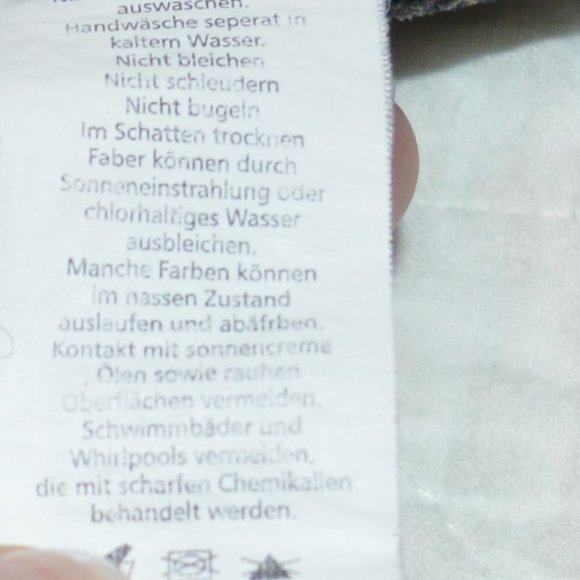 auswaschen.
Handwäsche seperat in
kaltem Wasser.
Nicht bleichen
Nicht schleudern
Nicht bugeln
Im Schatten trocknen
Faber können durch
Sonneneinstrahlung oder
chlorhaltiges Wasser
ausbleichen.
Manche Farben können
im nassen Zustand
auslaufen und abäfrben.
Kontakt mit sonnencreme
, Ölen sowie rauhen
Oberflächen vermeiden.
Schwimmbäder und
Whirlpools vermeiden,
die mit scharfen Chemikalien
behandelt werden.